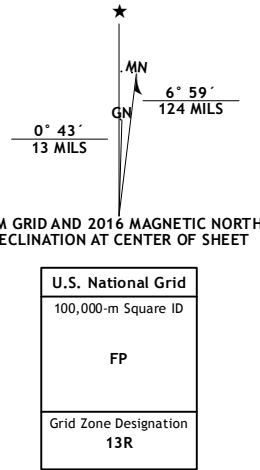 ★
MN
GN
6° 59´
124 MILS
0° 43´
13 MILS
M GRID AND 2016 MAGNETIC NORTH
ECLINATION AT CENTER OF SHEET
U.S. National Grid
100,000-m Square ID
FP
Grid Zone Designation
13R